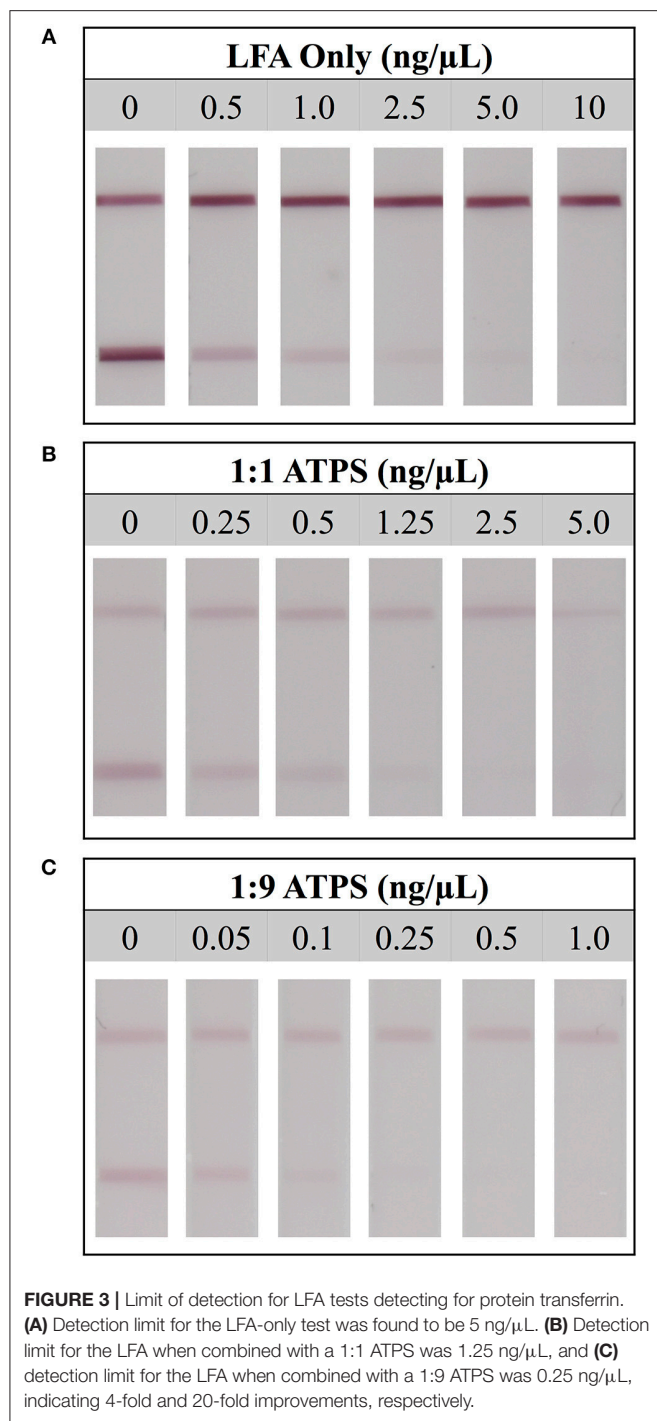 A
LFA Only (ng/μL)
0 0.5 1.0 2.5 5.0 10
B
1:1 ATPS (ng/μL)
0 0.25 0.5 1.25 2.5 5.0
C
1:9 ATPS (ng/μL)
0 0.05 0.1 0.25 0.5 1.0
FIGURE 3 | Limit of detection for LFA tests detecting for protein transferrin.
(A) Detection limit for the LFA-only test was found to be 5 ng/μL. (B) Detection
limit for the LFA when combined with a 1:1 ATPS was 1.25 ng/μL, and (C)
detection limit for the LFA when combined with a 1:9 ATPS was 0.25 ng/μL,
indicating 4-fold and 20-fold improvements, respectively.